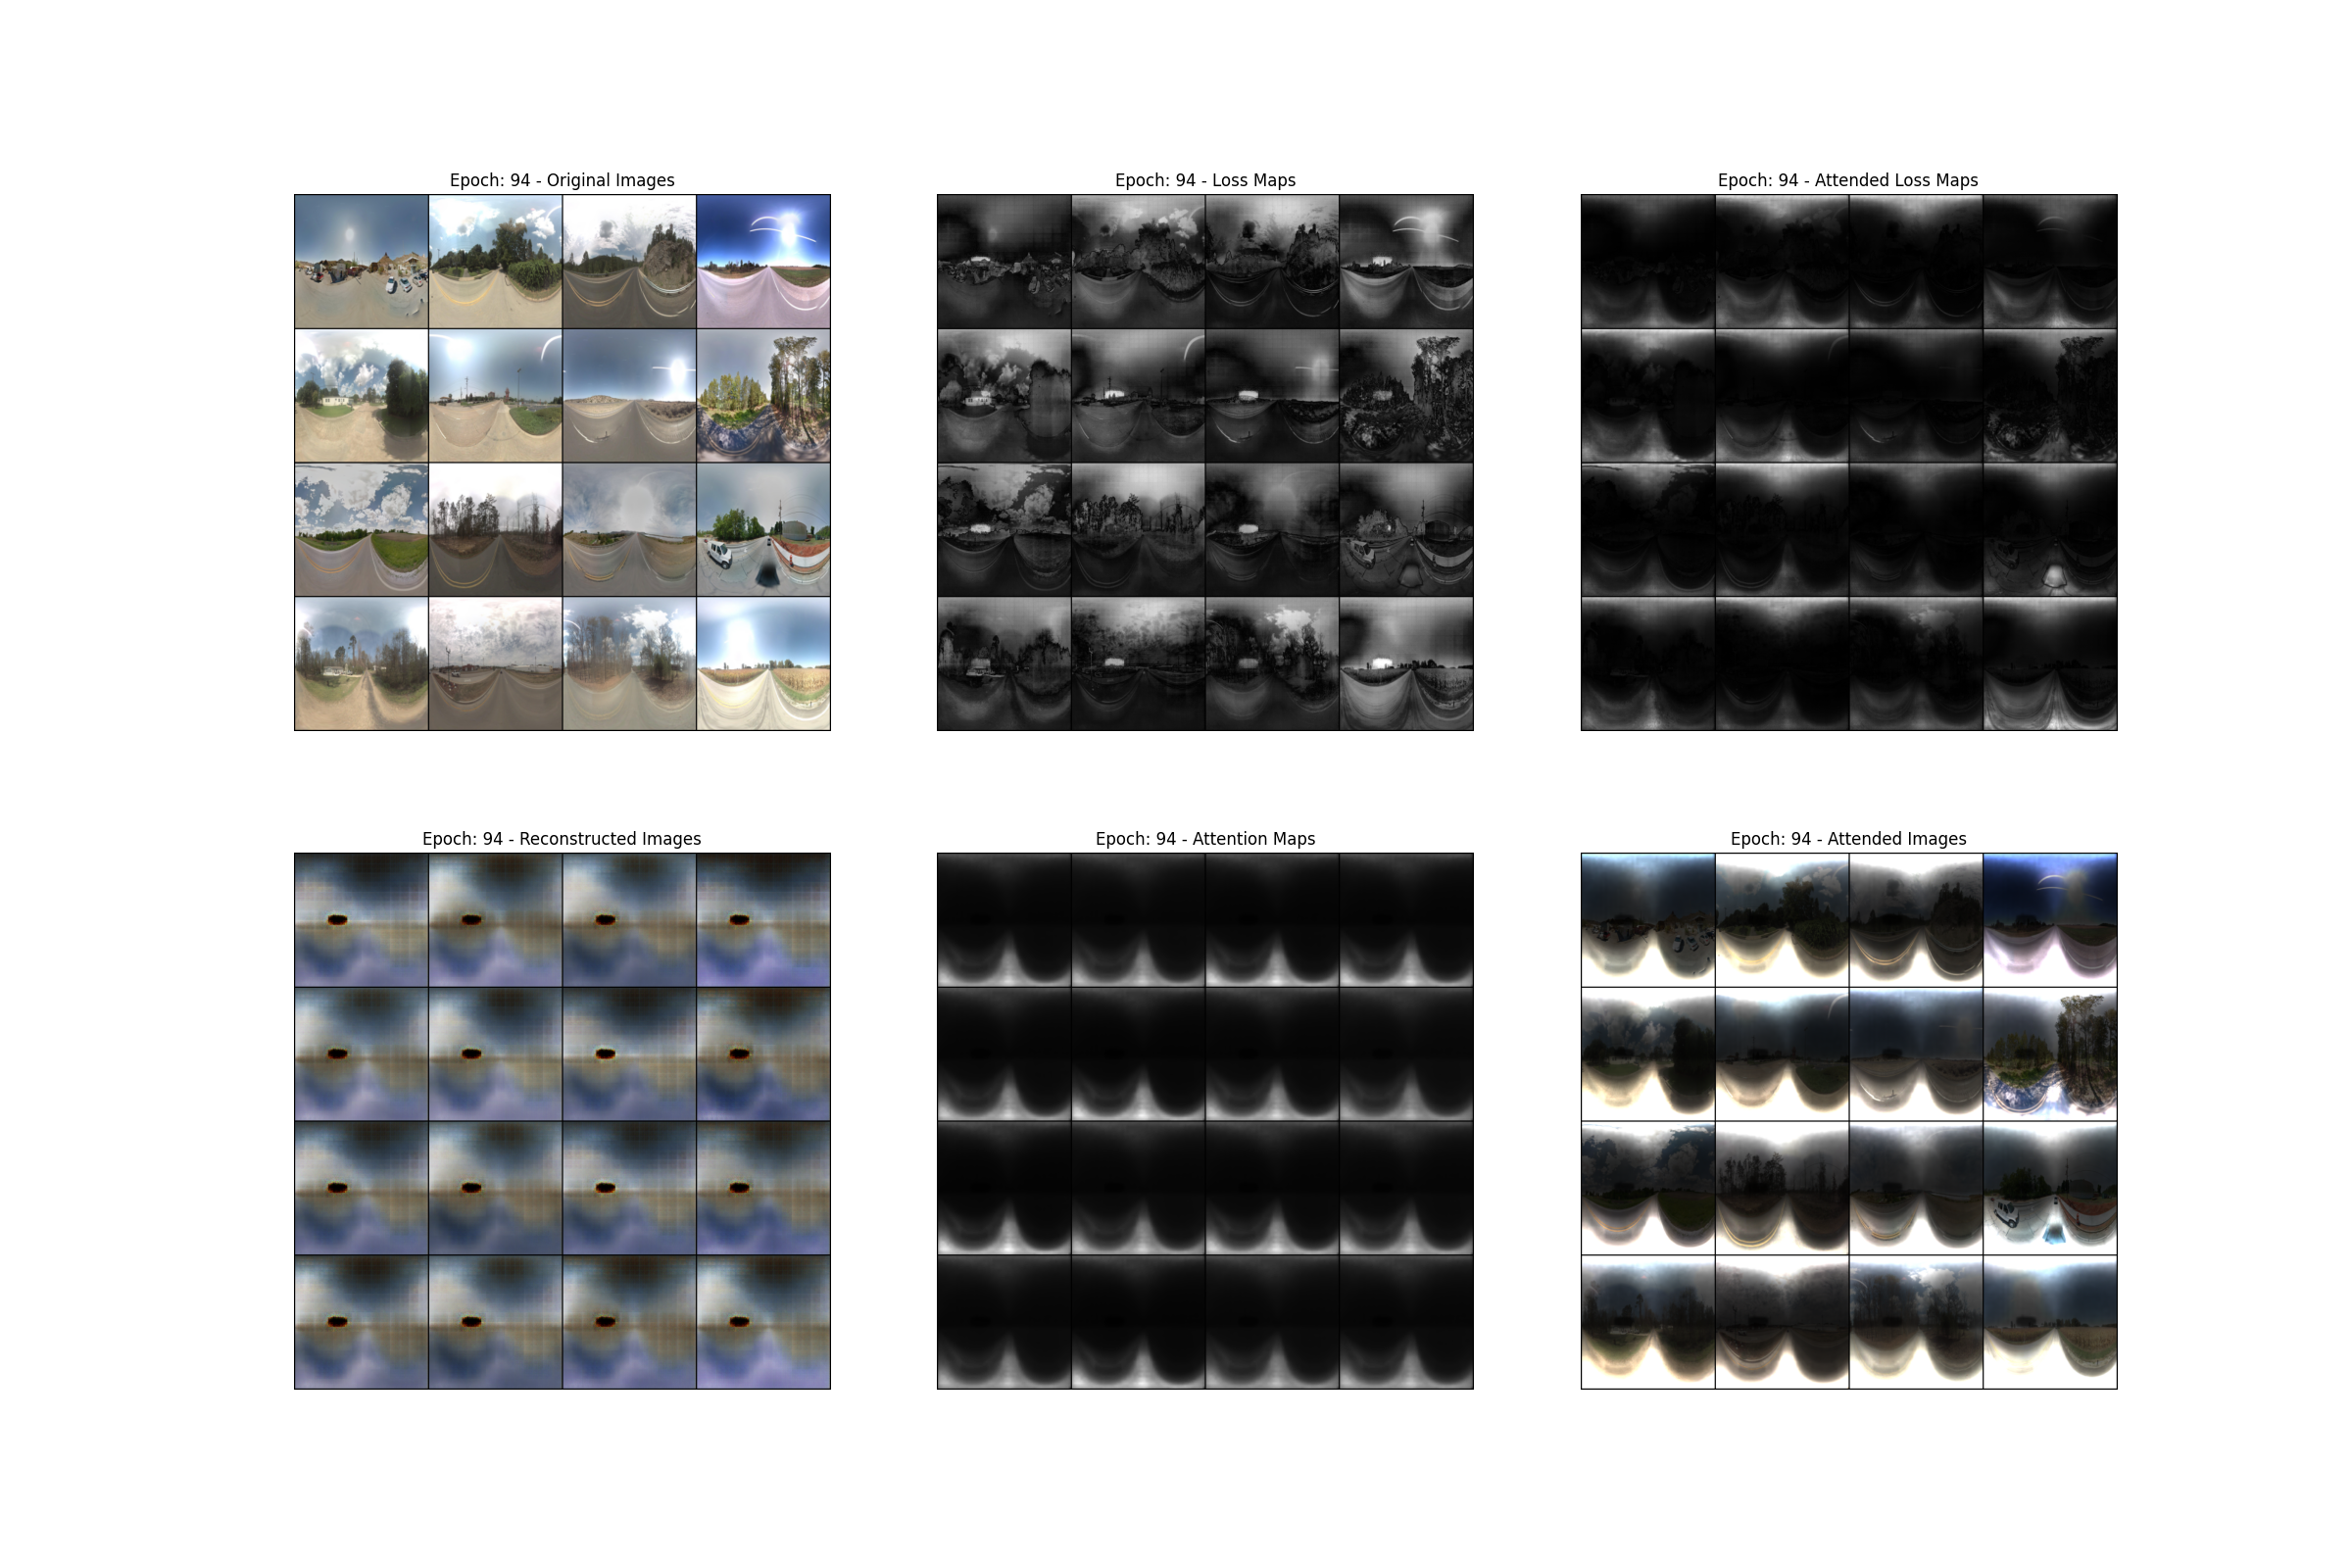 Epoch: 94 - Original Images
Epoch: 94 - Loss Maps
Epoch: 94 - Attended Loss Maps
Epoch: 94 - Reconstructed Images
Epoch: 94 - Attention Maps
Epoch: 94 - Attended Images